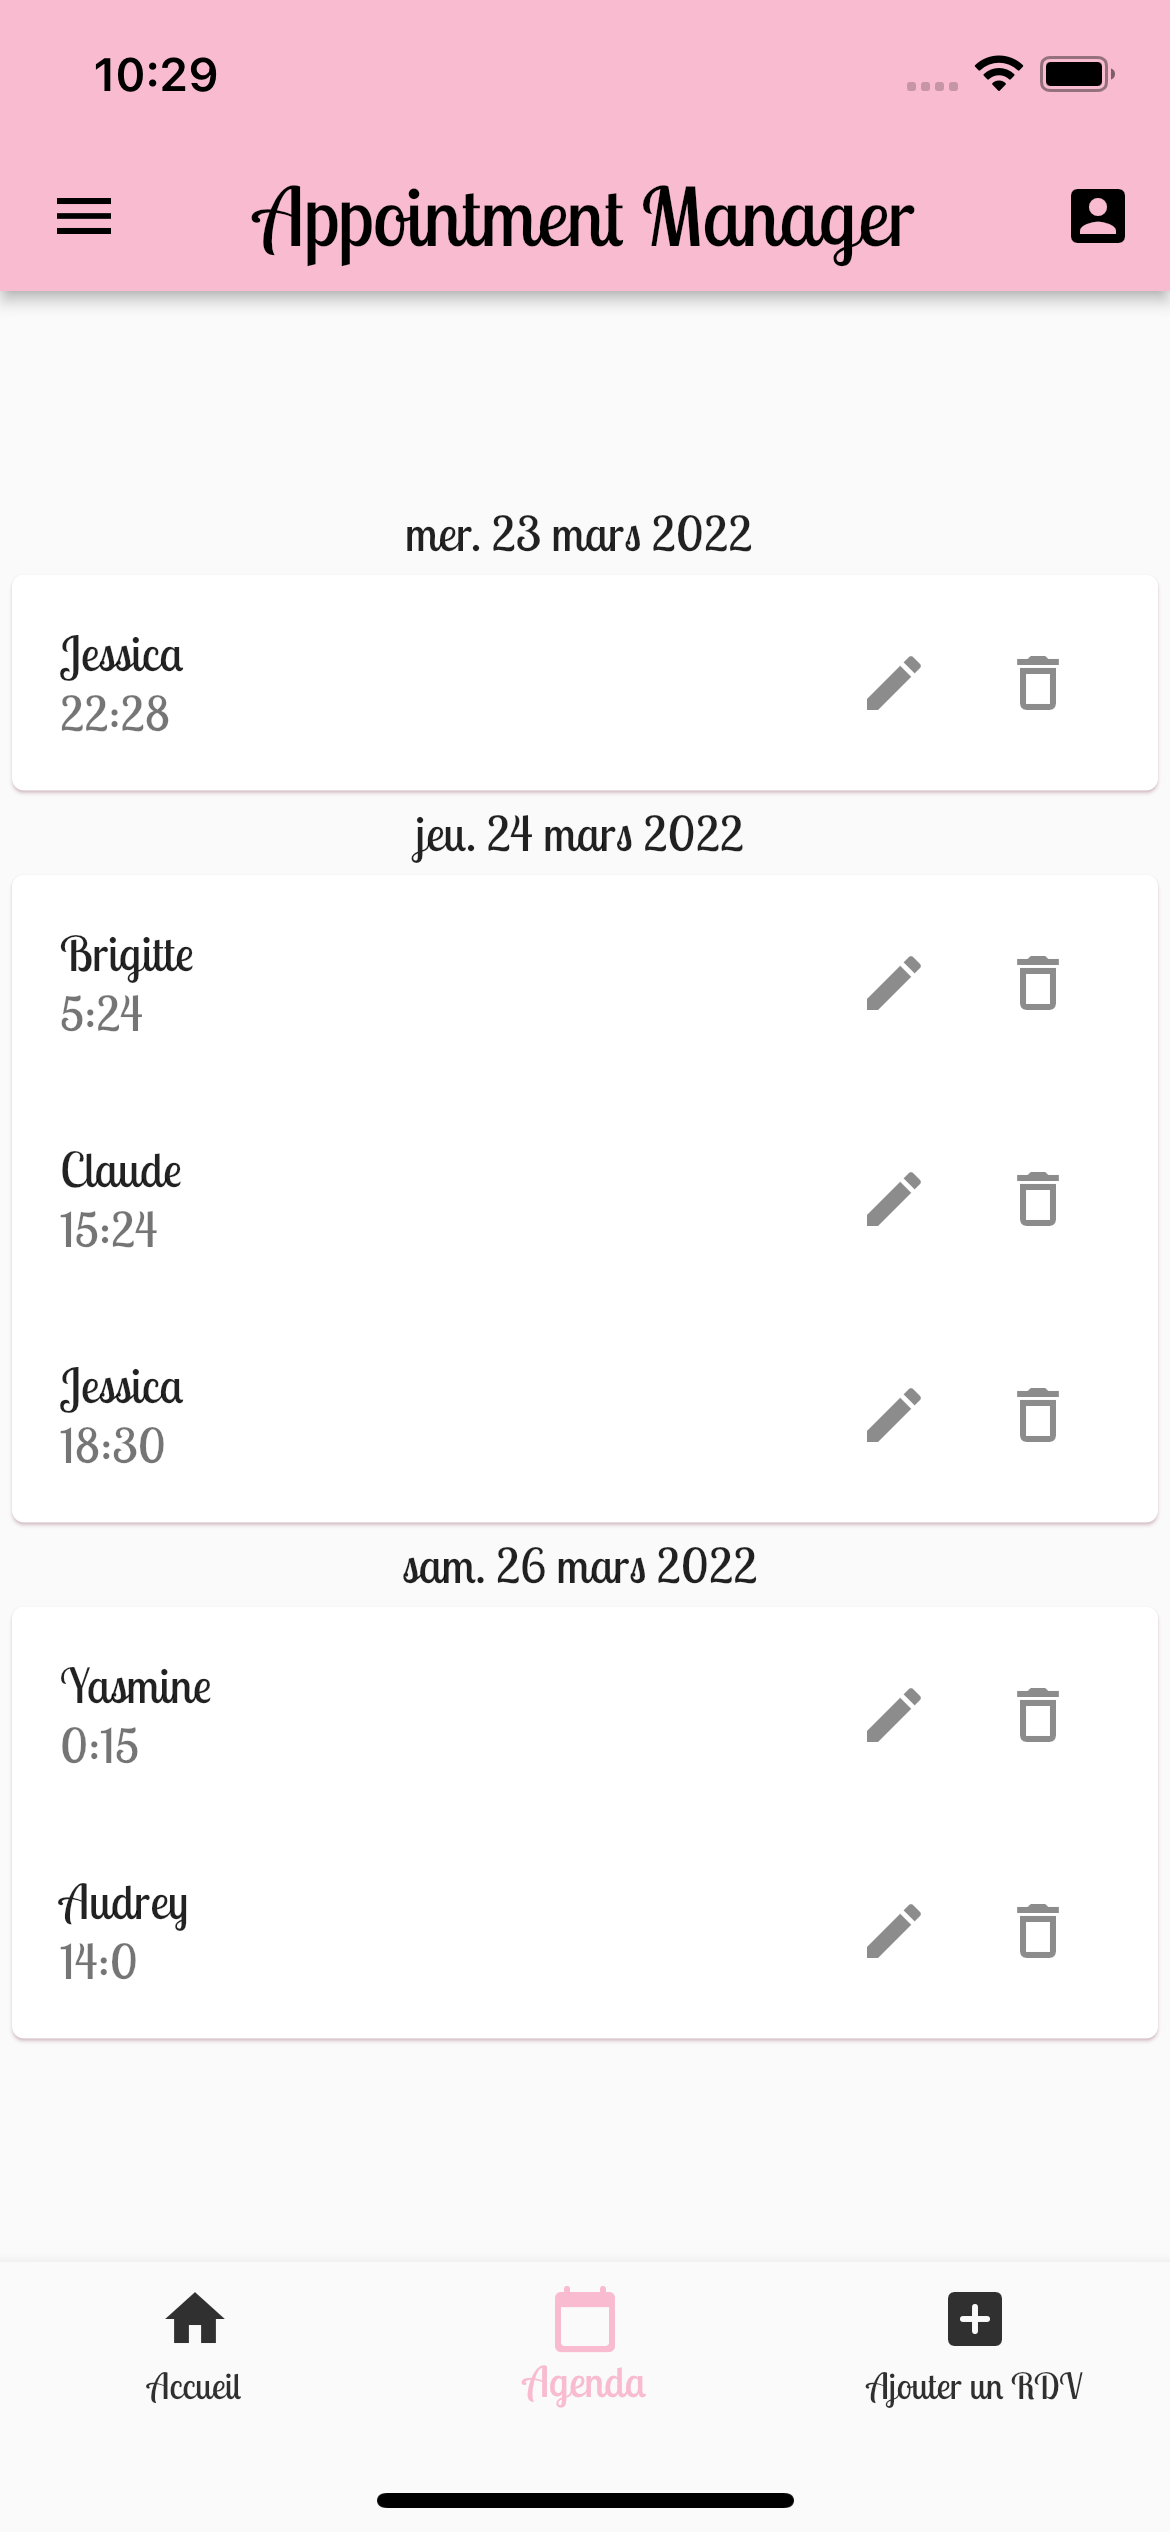 10:29
Appointment Manager
mer. 23 mars 2022
Jessica
22:28
jeu. 24 mars 2022
Brigitte
5:24
Claude
15:24
Jessica
18:30
sam. 26 mars 2022
Yasmine
0:15
Audrey
14:0
Accueil
Agenda
Ajouter un RDV